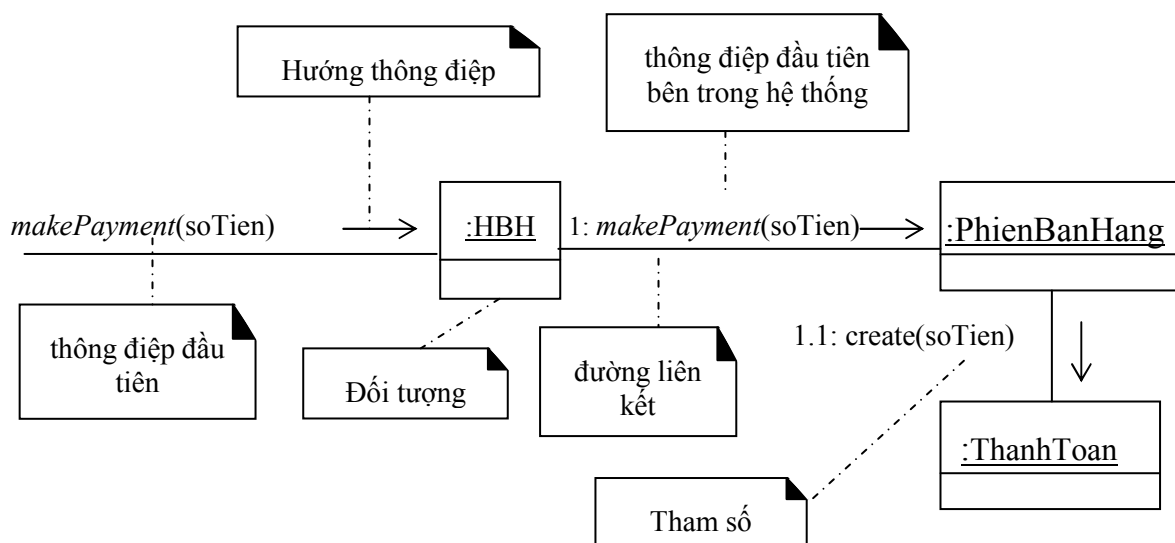 Hướng thông điệp
thông điệp đầu tiên
bên trong hệ thống
makePayment(soTien)
:HBH
1: makePayment(soTien)
:PhienBanHang
thông điệp đầu
tiên
Đối tượng
đường liên
kết
1.1: create(soTien)
:ThanhToan
Tham số